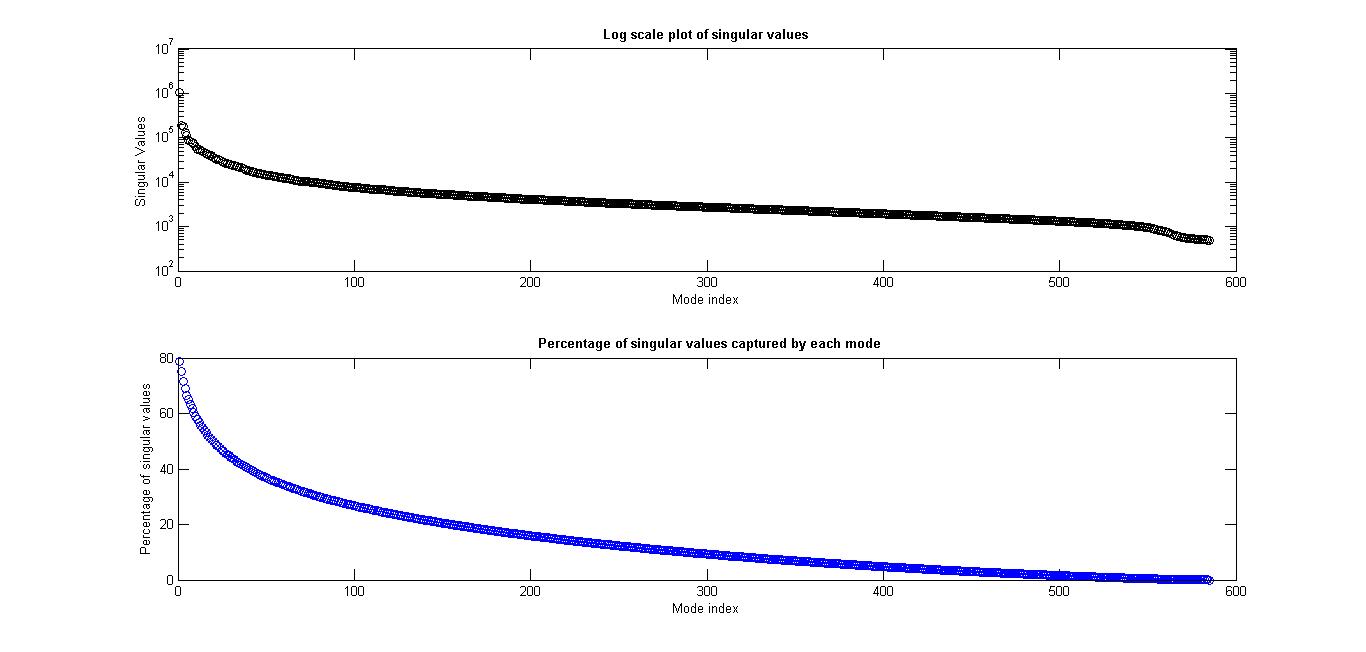 Log scale plot of singular values
10^7
10^6
10^5
10^4
10^3
10^2
Singular Values
0 100 200 300 400 500 600
Mode index
Percentage of singular values captured by each mode
80
60
40
20
0
Percentage of singular values
0 100 200 300 400 500 600
Mode index